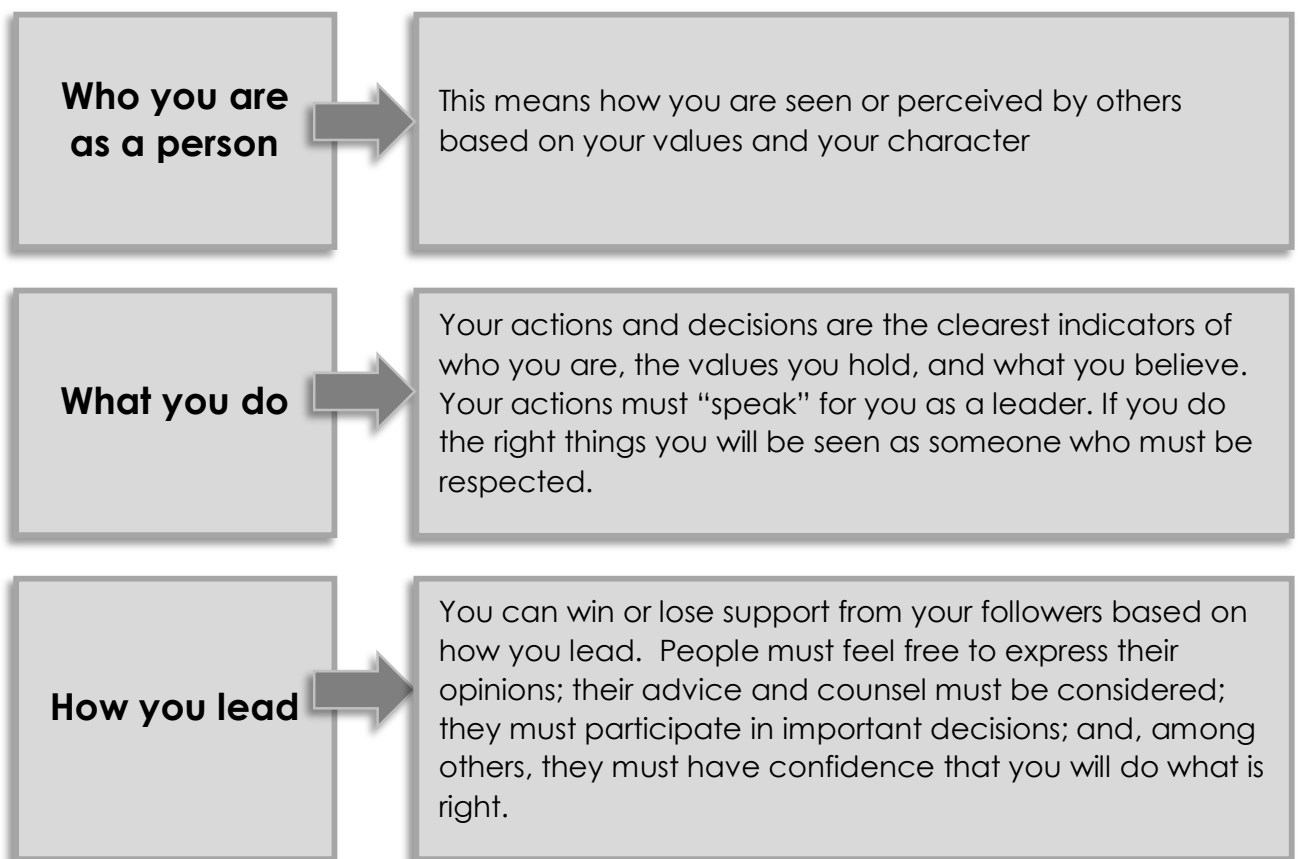 Who you are
as a person
This means how you are seen or perceived by others
based on your values and your character
What you do
Your actions and decisions are the clearest indicators of
who you are, the values you hold, and what you believe.
Your actions must “speak” for you as a leader. If you do
the right things you will be seen as someone who must be
respected.
How you lead
You can win or lose support from your followers based on
how you lead.  People must feel free to express their
opinions; their advice and counsel must be considered;
they must participate in important decisions; and, among
others, they must have confidence that you will do what is
right.